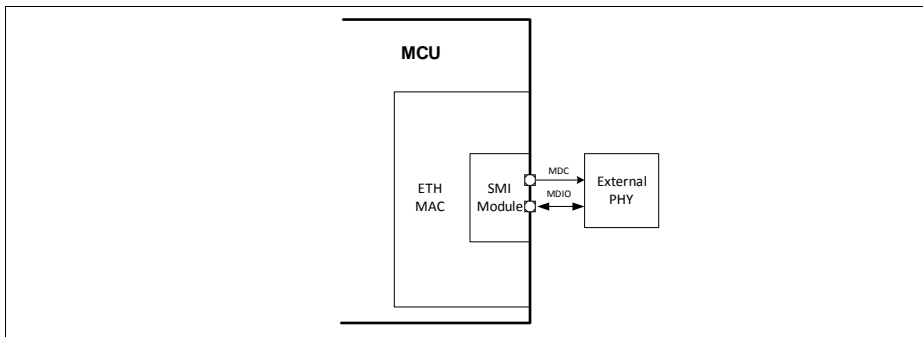 MCU
ETH
MAC
SMI
Module
MDC
MDIO
External
PHY